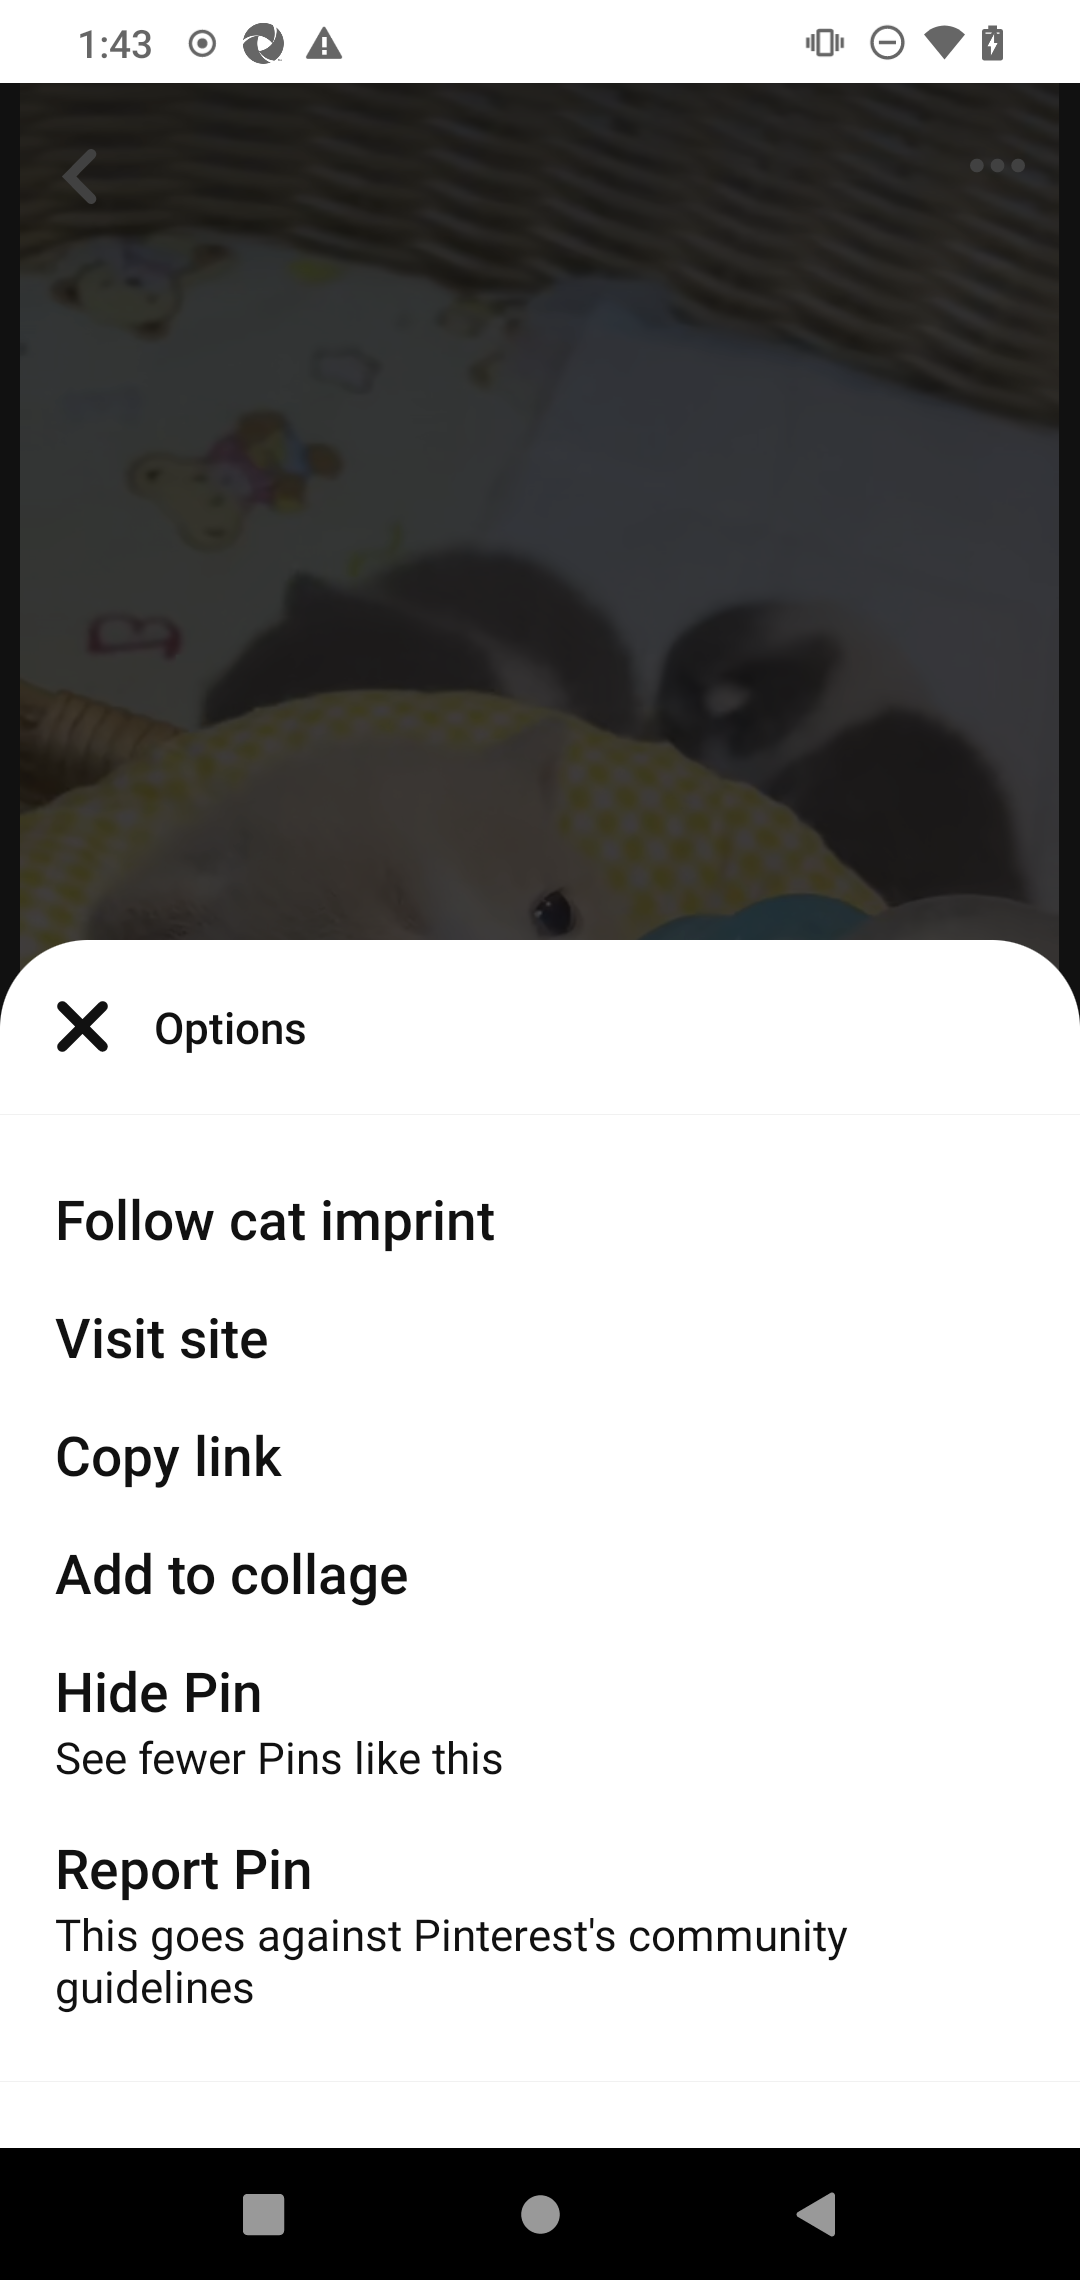 1:43
B
Options
Follow cat imprint
Visit site
Copy link
Add to collage
Hide Pin
See fewer Pins like this
Report Pin
This goes against Pinterest's community
guidelines